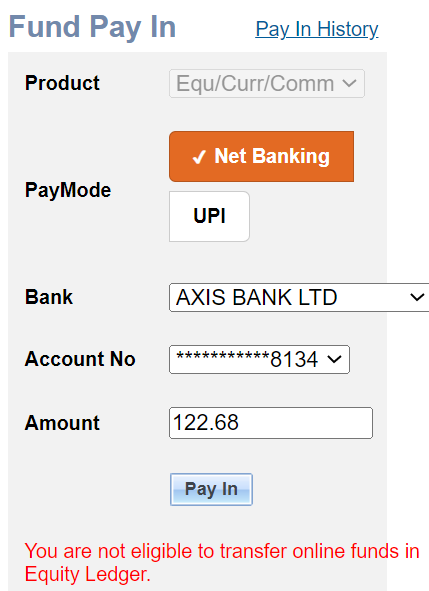 Fund Pay In Pay In History
Product Equ/Curr/Comm
✓ Net Banking
PayMode
UPI
Bank AXIS BANK LTD
Account No ***********8134
Amount 122.68
Pay In
You are not eligible to transfer online funds in
Equity Ledger.